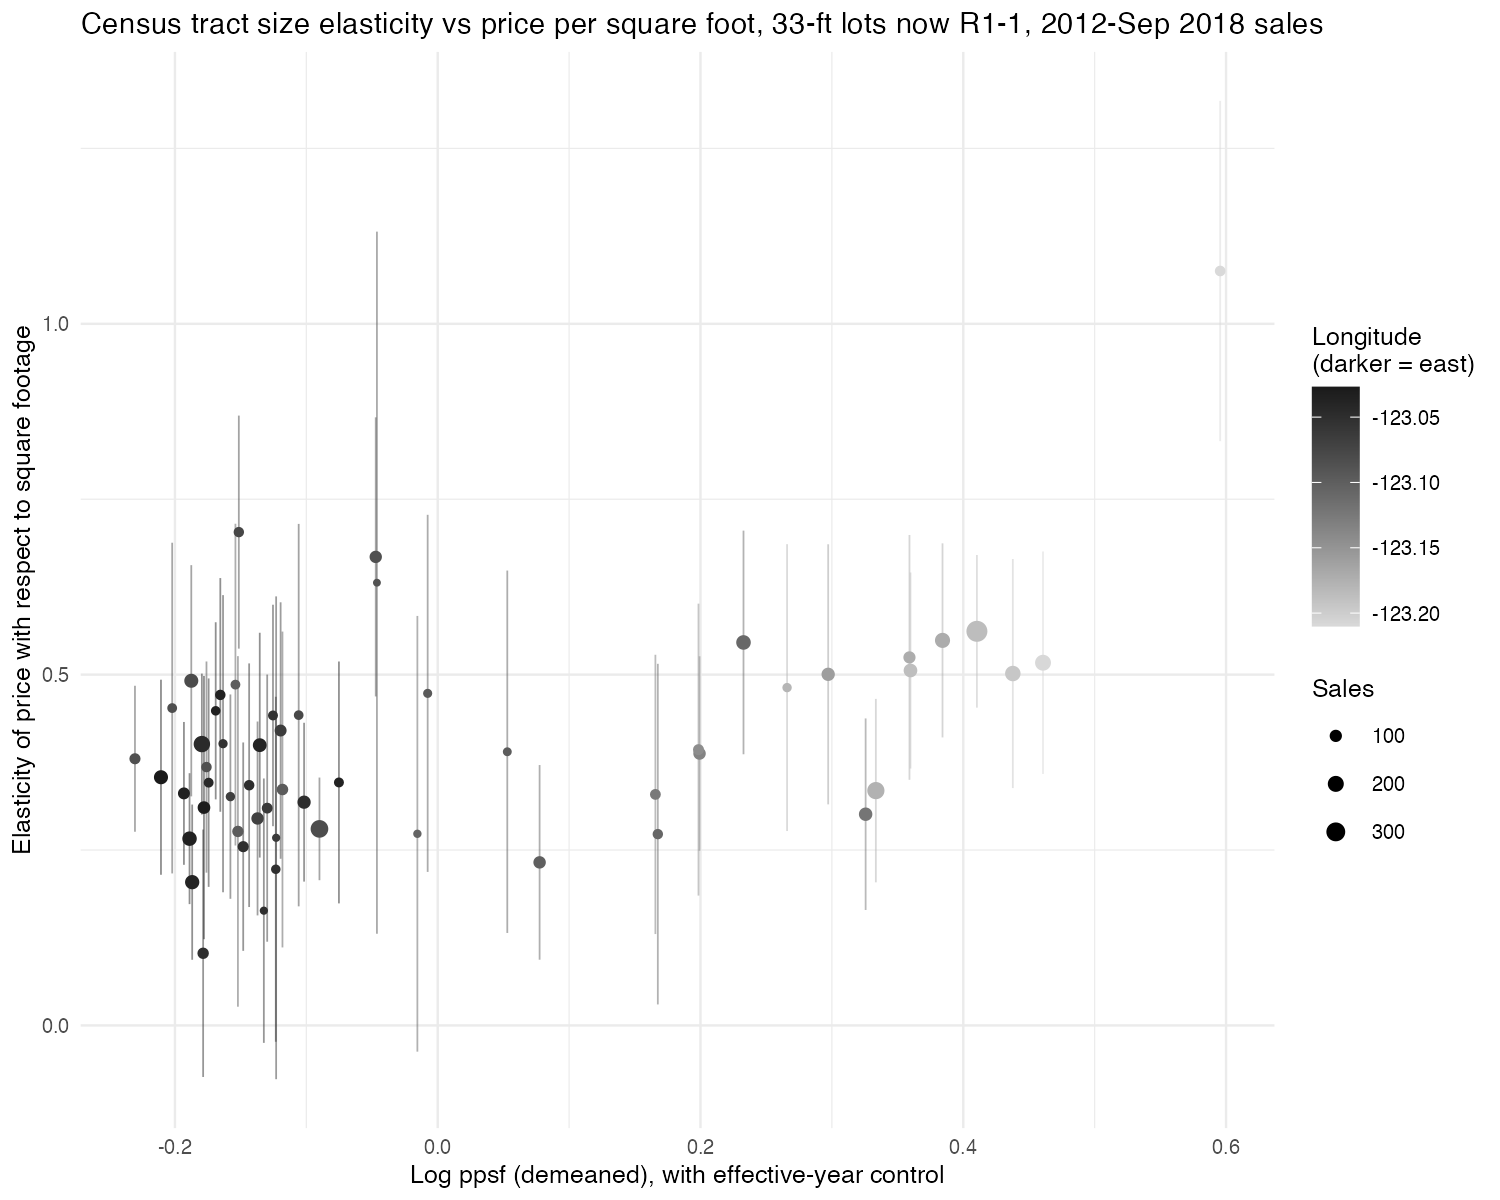 Census tract size elasticity vs price per square foot, 33-ft lots now R1-1, 2012-Sep 2018 sales
Elasticity of price with respect to square footage
1.0
0.5
0.0
-0.2
0.0
0.2
0.4
0.6
Log ppsf (demeaned), with effective-year control
Longitude
(darker = east)
-123.05
-123.10
-123.15
-123.20
Sales
100
200
300